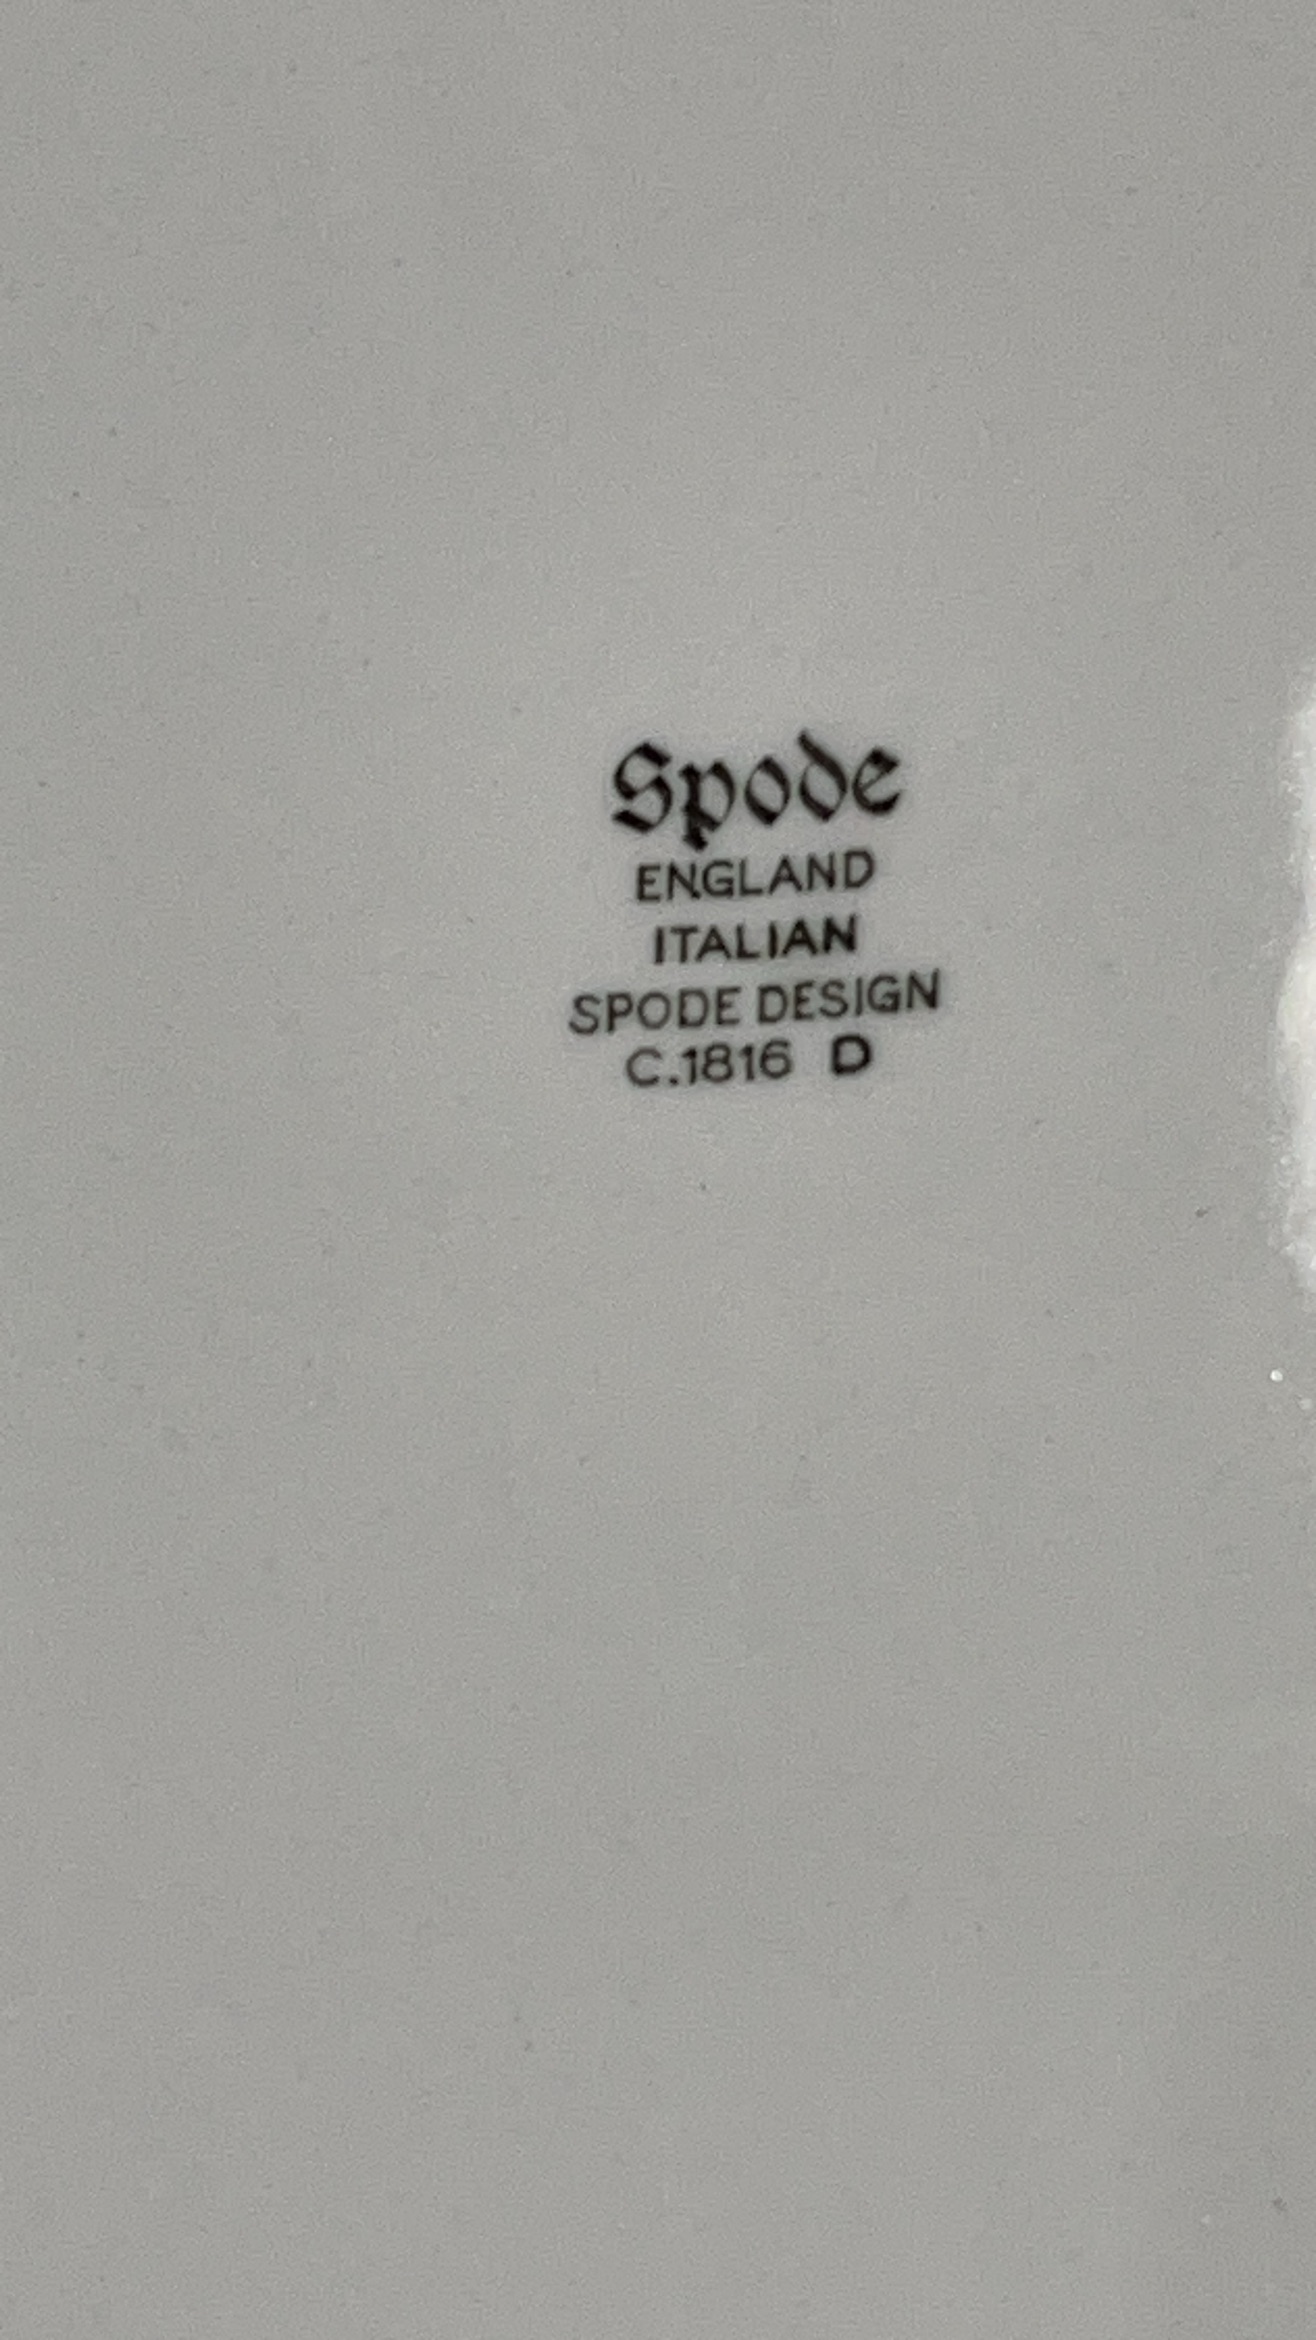 Spode
ENGLAND
ITALIAN
SPODE DESIGN
C.1816 D